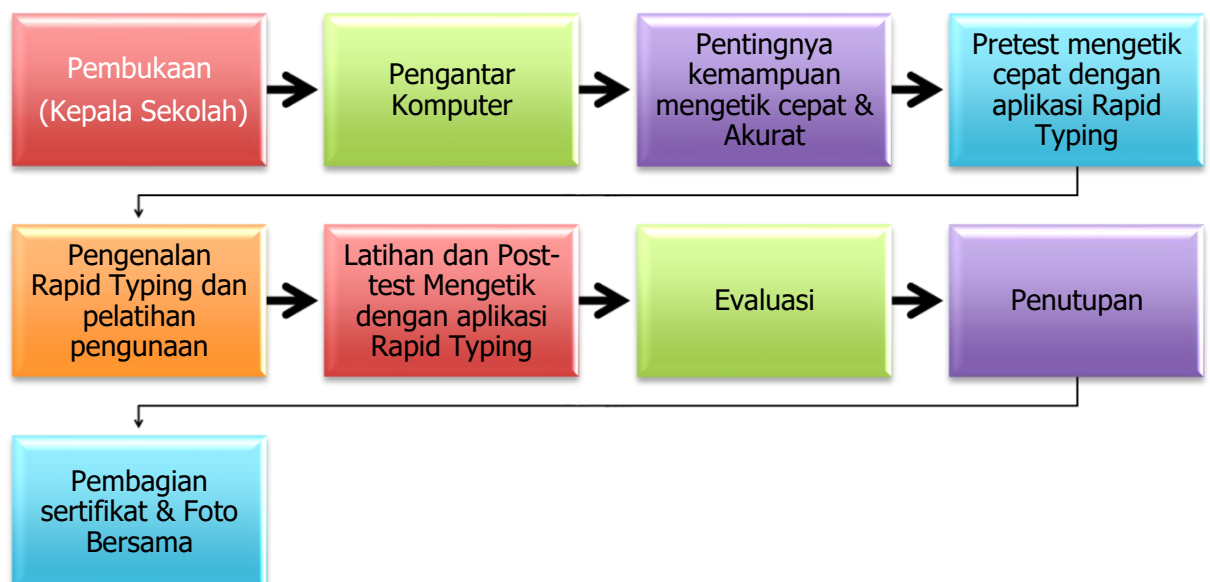 Pembukaan
(Kepala Sekolah)
Pengantar
Komputer
Pentingnya
kemampuan
mengetik cepat &
Akurat
Pretest mengetik
cepat dengan
aplikasi Rapid
Typing
Pengenalan
Rapid Typing dan
pelatihan
pengunaan
Latihan dan Post-
test Mengetik
dengan aplikasi
Rapid Typing
Evaluasi
Penutupan
Pembagian
sertifikat & Foto
Bersama